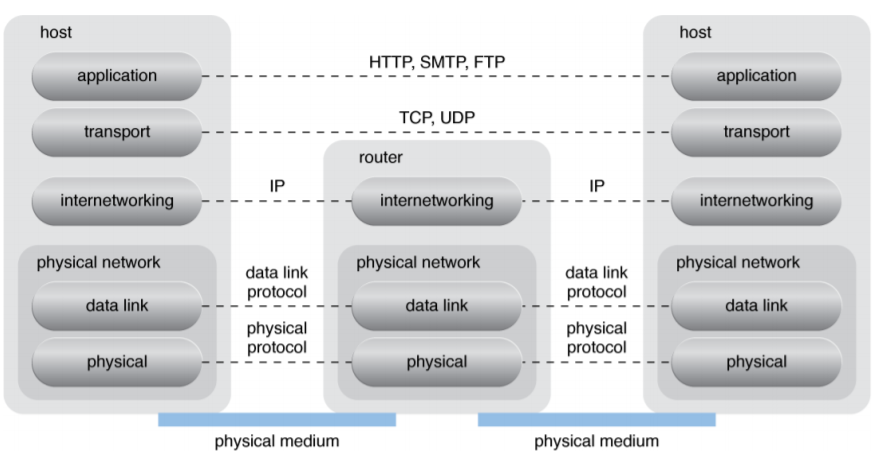 host
host
application
HTTP, SMTP, FTP
application
transport
TCP, UDP
transport
router
internetworking
IP
internetworking
IP
internetworking
physical network
physical network
physical network
data link
protocol
data link
protocol
data link
data link
data link
physical
protocol
physical
protocol
physical
physical
physical
physical medium
physical medium